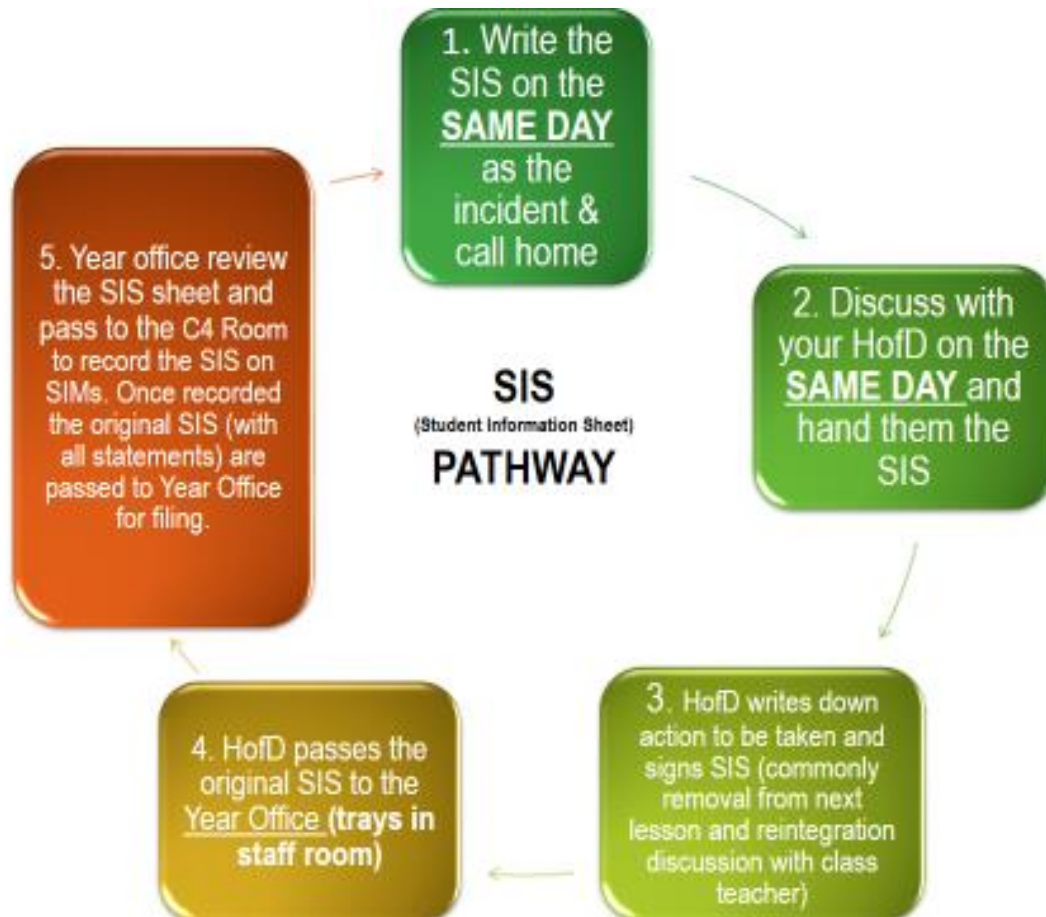 1. Write the
SIS on the
SAME DAY
as the
incident &
call home
2. Discuss with
your HofD on the
SAME DAY and
hand them the
SIS
3. HofD writes down
action to be taken and
signs SIS (commonly
removal from next
lesson and reintegration
discussion with class
teacher)
4. HofD passes the
original SIS to the
Year Office (trays in
staff room)
5. Year office review
the SIS sheet and
pass to the C4 Room
to record the SIS on
SIMs. Once recorded
the original SIS (with
all statements) are
passed to Year Office
for filing.
SIS
(Student Information Sheet)
PATHWAY